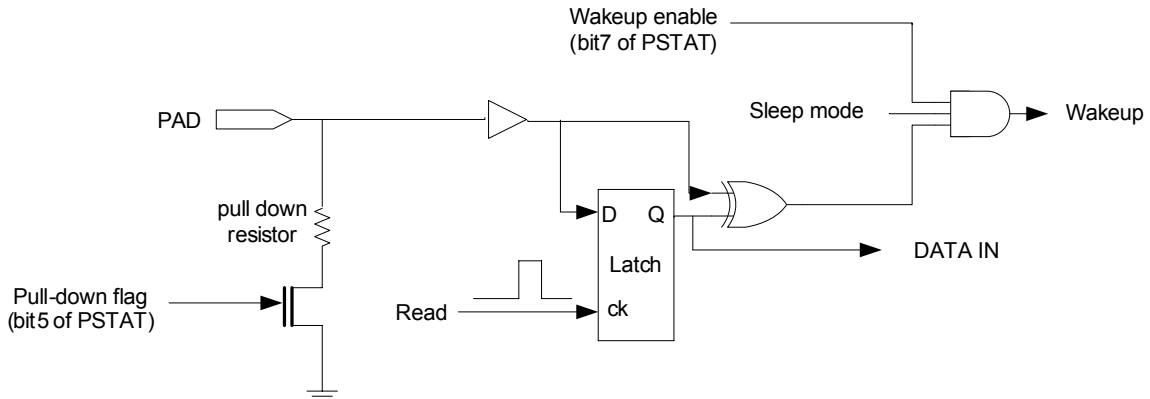 Wakeup enable
(bit7 of PSTAT)
PAD
Sleep mode
Wakeup
pull down
resistor
D Q
Latch
DATA IN
Pull-down flag
(bit5 of PSTAT)
Read
ck